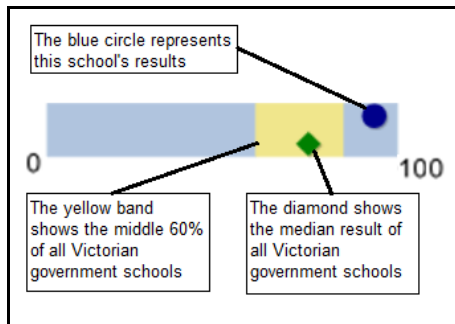 The blue circle represents
this school's results
0
100
The yellow band
shows the middle 60%
of all Victorian
government schools
The diamond shows
the median result of
all Victorian
government schools